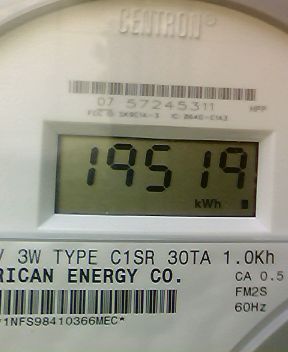 CENTRON®
07 57245311 MPP
19519
kWh
V 3W TYPE C1SR 30TA 1.0Kh
RICAN ENERGY CO.
CA 0.5
FM2S
60Hz
*1NFS98410366MEC*